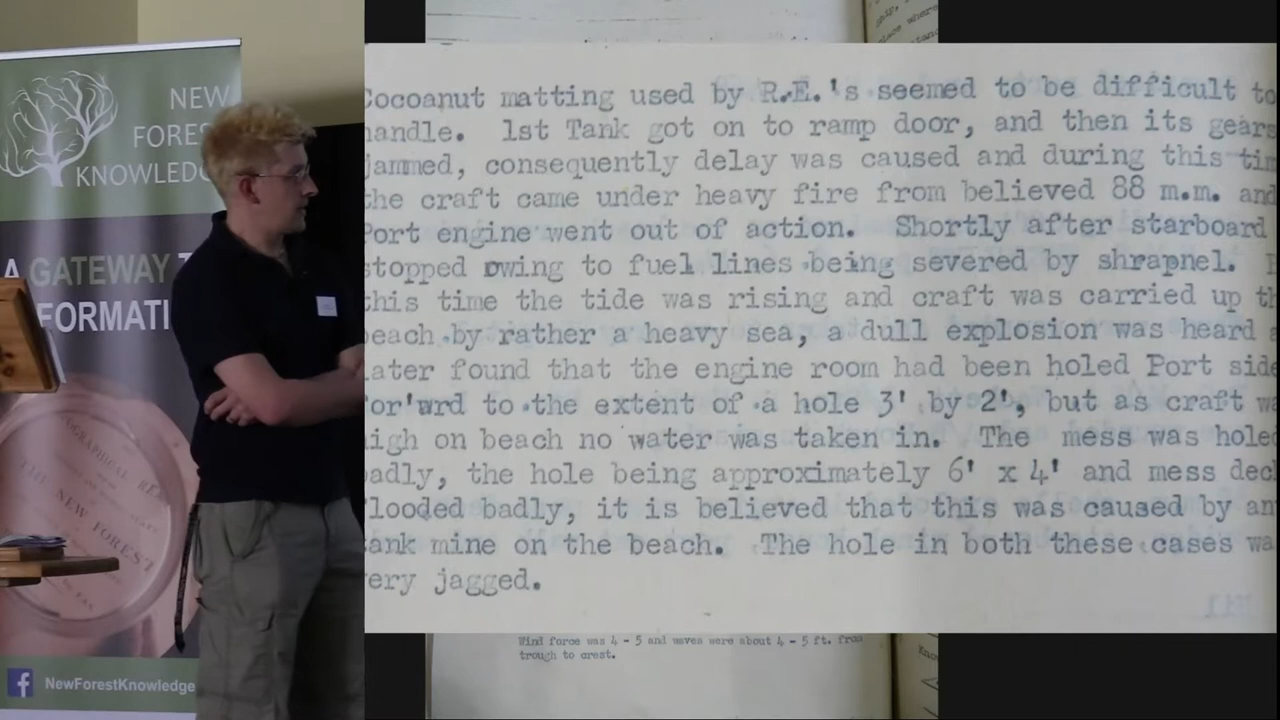 NEW
FORES
KNOWLEDG
A GATEWAY T
FORMATI
THE NEW FOREST
NewForestKnowledge
Cocoanut matting used by R.E.'s seemed to be difficult to
handle. 1st Tank got on to ramp door, and then its gears
jammed, consequently delay was caused and during this tim
the craft came under heavy fire from believed 88 m.m. and
Port engine went out of action. Shortly after starboard
stopped owing to fuel lines being severed by shrapnel.
this time the tide was rising and craft was carried up th
beach by rather a heavy sea, a dull explosion was heard a
later found that the engine room had been holed Port side
for'wrd to the extent of a hole 3' by 2', but as craft wa
high on beach no water was taken in. The mess was holed
badly, the hole being approximately 6' x 4' and mess deck
flooded badly, it is believed that this was caused by an
tank mine on the beach. The hole in both these cases wa
very jagged.
Wind force was 4 - 5 and waves were about 4 - 5 ft. from
trough to crest.